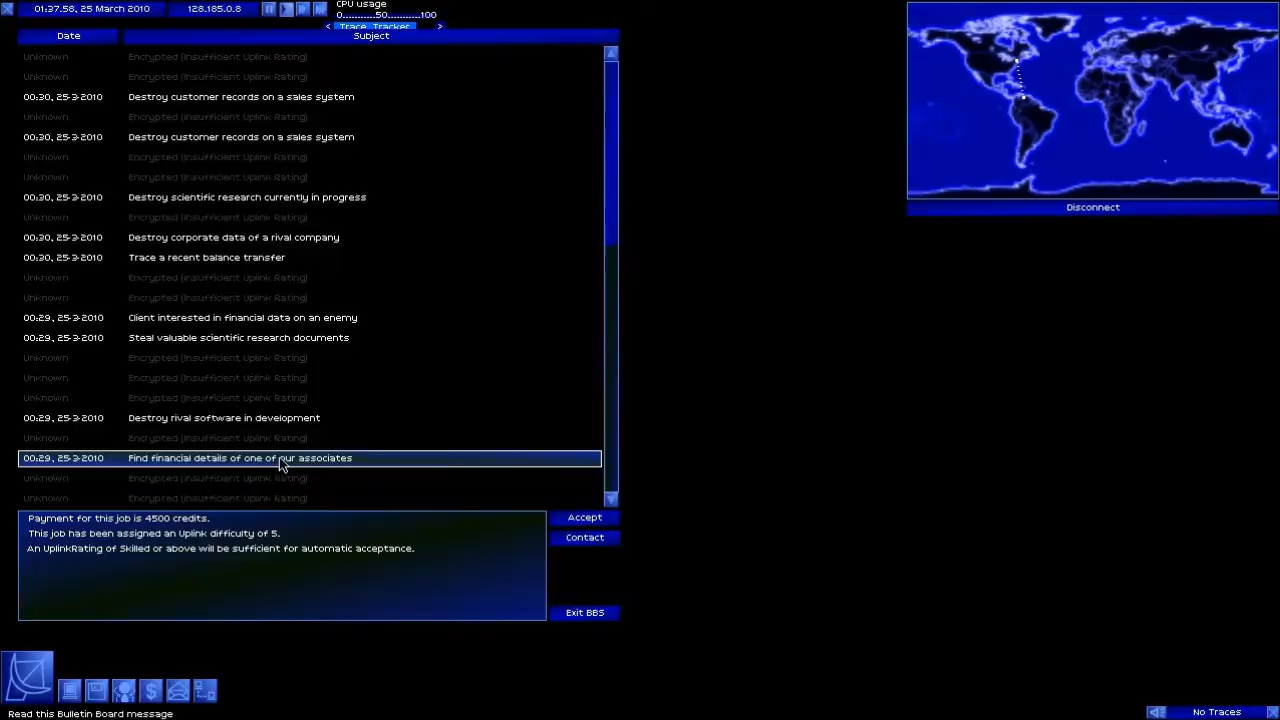 01:37.58, 25 March 2010 128.185.0.8 CPU usage
0..........50........100
< Trace_Tracker >
Date Subject
Unknown Encrypted (Insufficient Uplink Rating)
Unknown Encrypted (Insufficient Uplink Rating)
00:30, 25-3-2010 Destroy customer records on a sales system
Unknown Encrypted (Insufficient Uplink Rating)
00:30, 25-3-2010 Destroy customer records on a sales system
Unknown Encrypted (Insufficient Uplink Rating)
Unknown Encrypted (Insufficient Uplink Rating)
00:30, 25-3-2010 Destroy scientific research currently in progress
Unknown Encrypted (Insufficient Uplink Rating)
00:30, 25-3-2010 Destroy corporate data of a rival company
00:30, 25-3-2010 Trace a recent balance transfer
Unknown Encrypted (Insufficient Uplink Rating)
Unknown Encrypted (Insufficient Uplink Rating)
00:29, 25-3-2010 Client interested in financial data on an enemy
00:29, 25-3-2010 Steal valuable scientific research documents
Unknown Encrypted (Insufficient Uplink Rating)
Unknown Encrypted (Insufficient Uplink Rating)
Unknown Encrypted (Insufficient Uplink Rating)
00:29, 25-3-2010 Destroy rival software in development
Unknown Encrypted (Insufficient Uplink Rating)
00:29, 25-3-2010 Find financial details of one of our associates
Unknown Encrypted (Insufficient Uplink Rating)
Unknown Encrypted (Insufficient Uplink Rating)
Payment for this job is 4500 credits.
This job has been assigned an Uplink difficulty of 5.
An UplinkRating of Skilled or above will be sufficient for automatic acceptance.
Accept
Contact
Exit BBS
Disconnect
Read this Bulletin Board message
No Traces